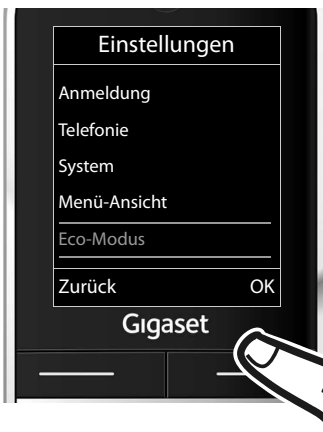 Einstellungen
Anmeldung
Telefonie
System
Menü-Ansicht
Eco-Modus
Zurück OK
Gigaset